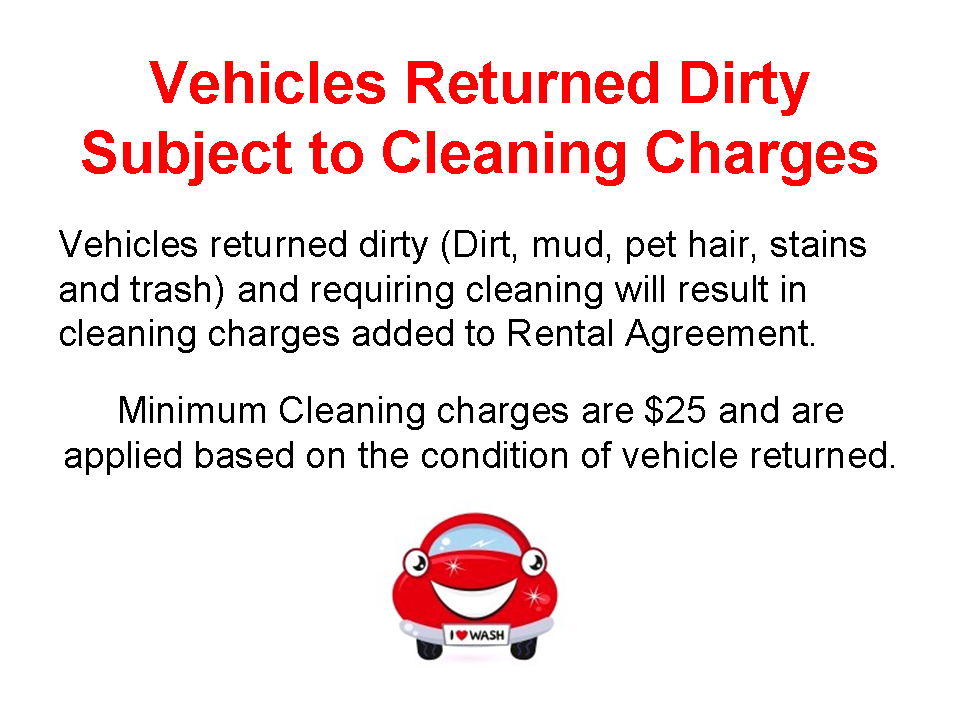 Vehicles Returned Dirty
Subject to Cleaning Charges
Vehicles returned dirty (Dirt, mud, pet hair, stains
and trash) and requiring cleaning will result in
cleaning charges added to Rental Agreement.
Minimum Cleaning charges are $25 and are
applied based on the condition of vehicle returned.
I ♥ WASH